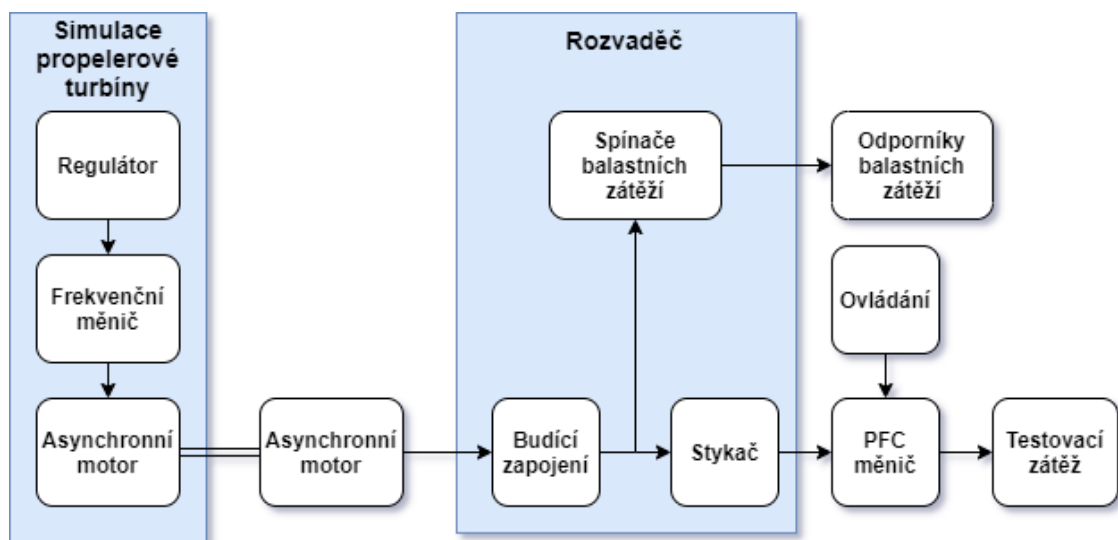 Simulace
propelerové
turbíny
Regulátor
Frekvenční
měnič
Asynchronní
motor
Asynchronní
motor
Rozvaděč
Spínače
balastních
zátěží
Budící
zapojení
Stykač
Odporníky
balastních
zátěží
Ovládání
PFC
měnič
Testovací
zátěž